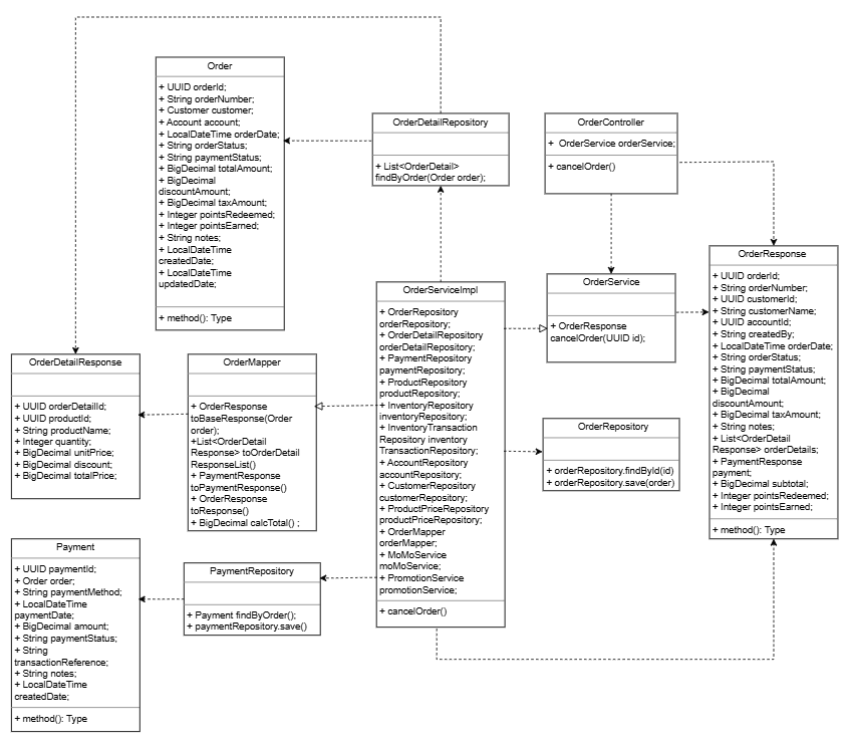 Order
+ UUID orderId;
+ String orderNumber;
+ Customer customer;
+ Account account;
+ LocalDateTime orderDate;
+ String orderStatus;
+ String paymentStatus;
+ BigDecimal totalAmount;
+ BigDecimal
discountAmount;
+ BigDecimal taxAmount;
+ Integer pointsRedeemed;
+ Integer pointsEarned;
+ String notes;
+ LocalDateTime
createdDate;
+ LocalDateTime
updatedDate;
+ method(): Type
OrderDetailRepository
+ List<OrderDetail>
findByOrder(Order order);
OrderController
+ OrderService orderService;
+ cancelOrder()
OrderResponse
+ UUID orderId;
+ String orderNumber;
+ UUID customerId;
+ String customerName;
+ UUID accountId;
+ String createdBy;
+ LocalDateTime orderDate;
+ String orderStatus;
+ String paymentStatus;
+ BigDecimal totalAmount;
+ BigDecimal
discountAmount;
+ BigDecimal taxAmount;
+ String notes;
+ List<OrderDetail
Response> orderDetails;
+ PaymentResponse
payment;
+ BigDecimal subtotal;
+ Integer pointsRedeemed;
+ Integer pointsEarned;
+ method(): Type
OrderServiceImpl
+ OrderRepository
orderRepository;
+ OrderDetailRepository
orderDetailRepository;
+ PaymentRepository
paymentRepository;
+ ProductRepository
productRepository;
+ InventoryRepository
inventoryRepository;
+ InventoryTransaction
Repository inventory
TransactionRepository;
+ AccountRepository
accountRepository;
+ CustomerRepository
customerRepository;
+ ProductPriceRepository
productPriceRepository;
+ OrderMapper
orderMapper;
+ MoMoService
moMoService;
+ PromotionService
promotionService;
+ cancelOrder()
OrderService
+ OrderResponse
cancelOrder(UUID id);
OrderDetailResponse
+ UUID orderDetailId;
+ UUID productId;
+ String productName;
+ Integer quantity;
+ BigDecimal unitPrice;
+ BigDecimal discount;
+ BigDecimal totalPrice;
OrderMapper
+ OrderResponse
toBaseResponse(Order
order);
+List<OrderDetail
Response> toOrderDetail
ResponseList()
+ PaymentResponse
toPaymentResponse()
+ OrderResponse
toResponse()
+ BigDecimal calcTotal() ;
OrderRepository
+ orderRepository.findById(id)
+ orderRepository.save(order)
Payment
+ UUID paymentId;
+ Order order;
+ String paymentMethod;
+ LocalDateTime
paymentDate;
+ BigDecimal amount;
+ String paymentStatus;
+ String
transactionReference;
+ String notes;
+ LocalDateTime
createdDate;
+ method(): Type
PaymentRepository
+ Payment findByOrder();
+ paymentRepository.save()